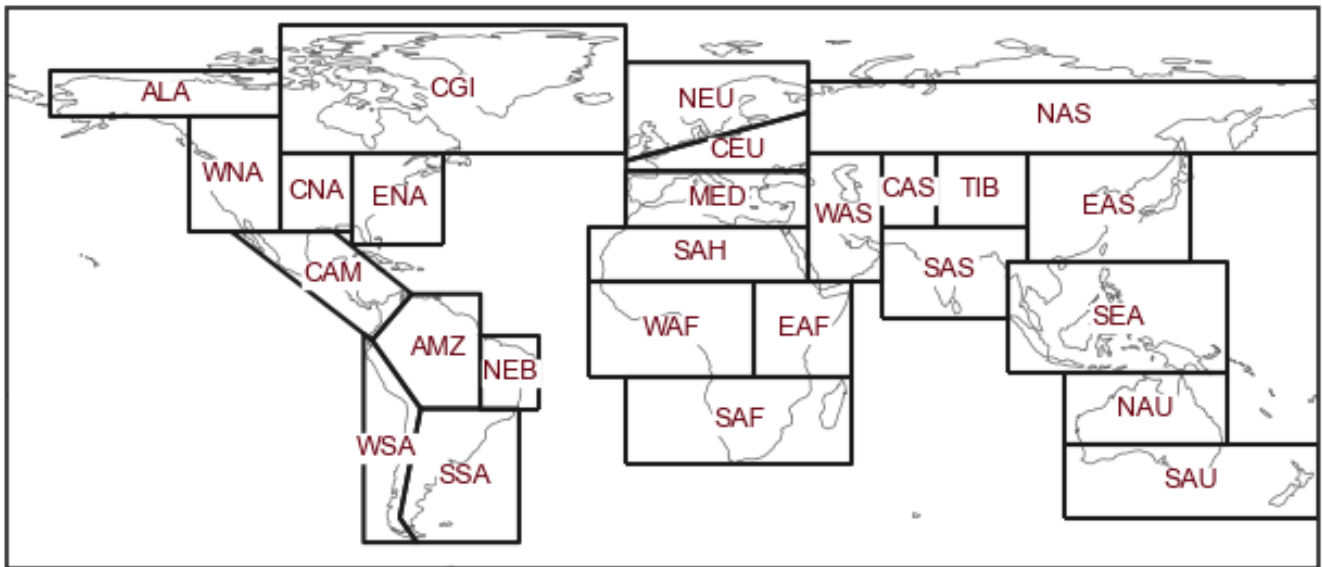 CGI
ALA
NEU
NAS
CEU
WNA
CNA
ENA
MED
WAS
CAS
TIB
EAS
SAH
CAM
SAS
WAF
EAF
SEA
AMZ
NEB
NAU
SAF
WSA
SSA
SAU